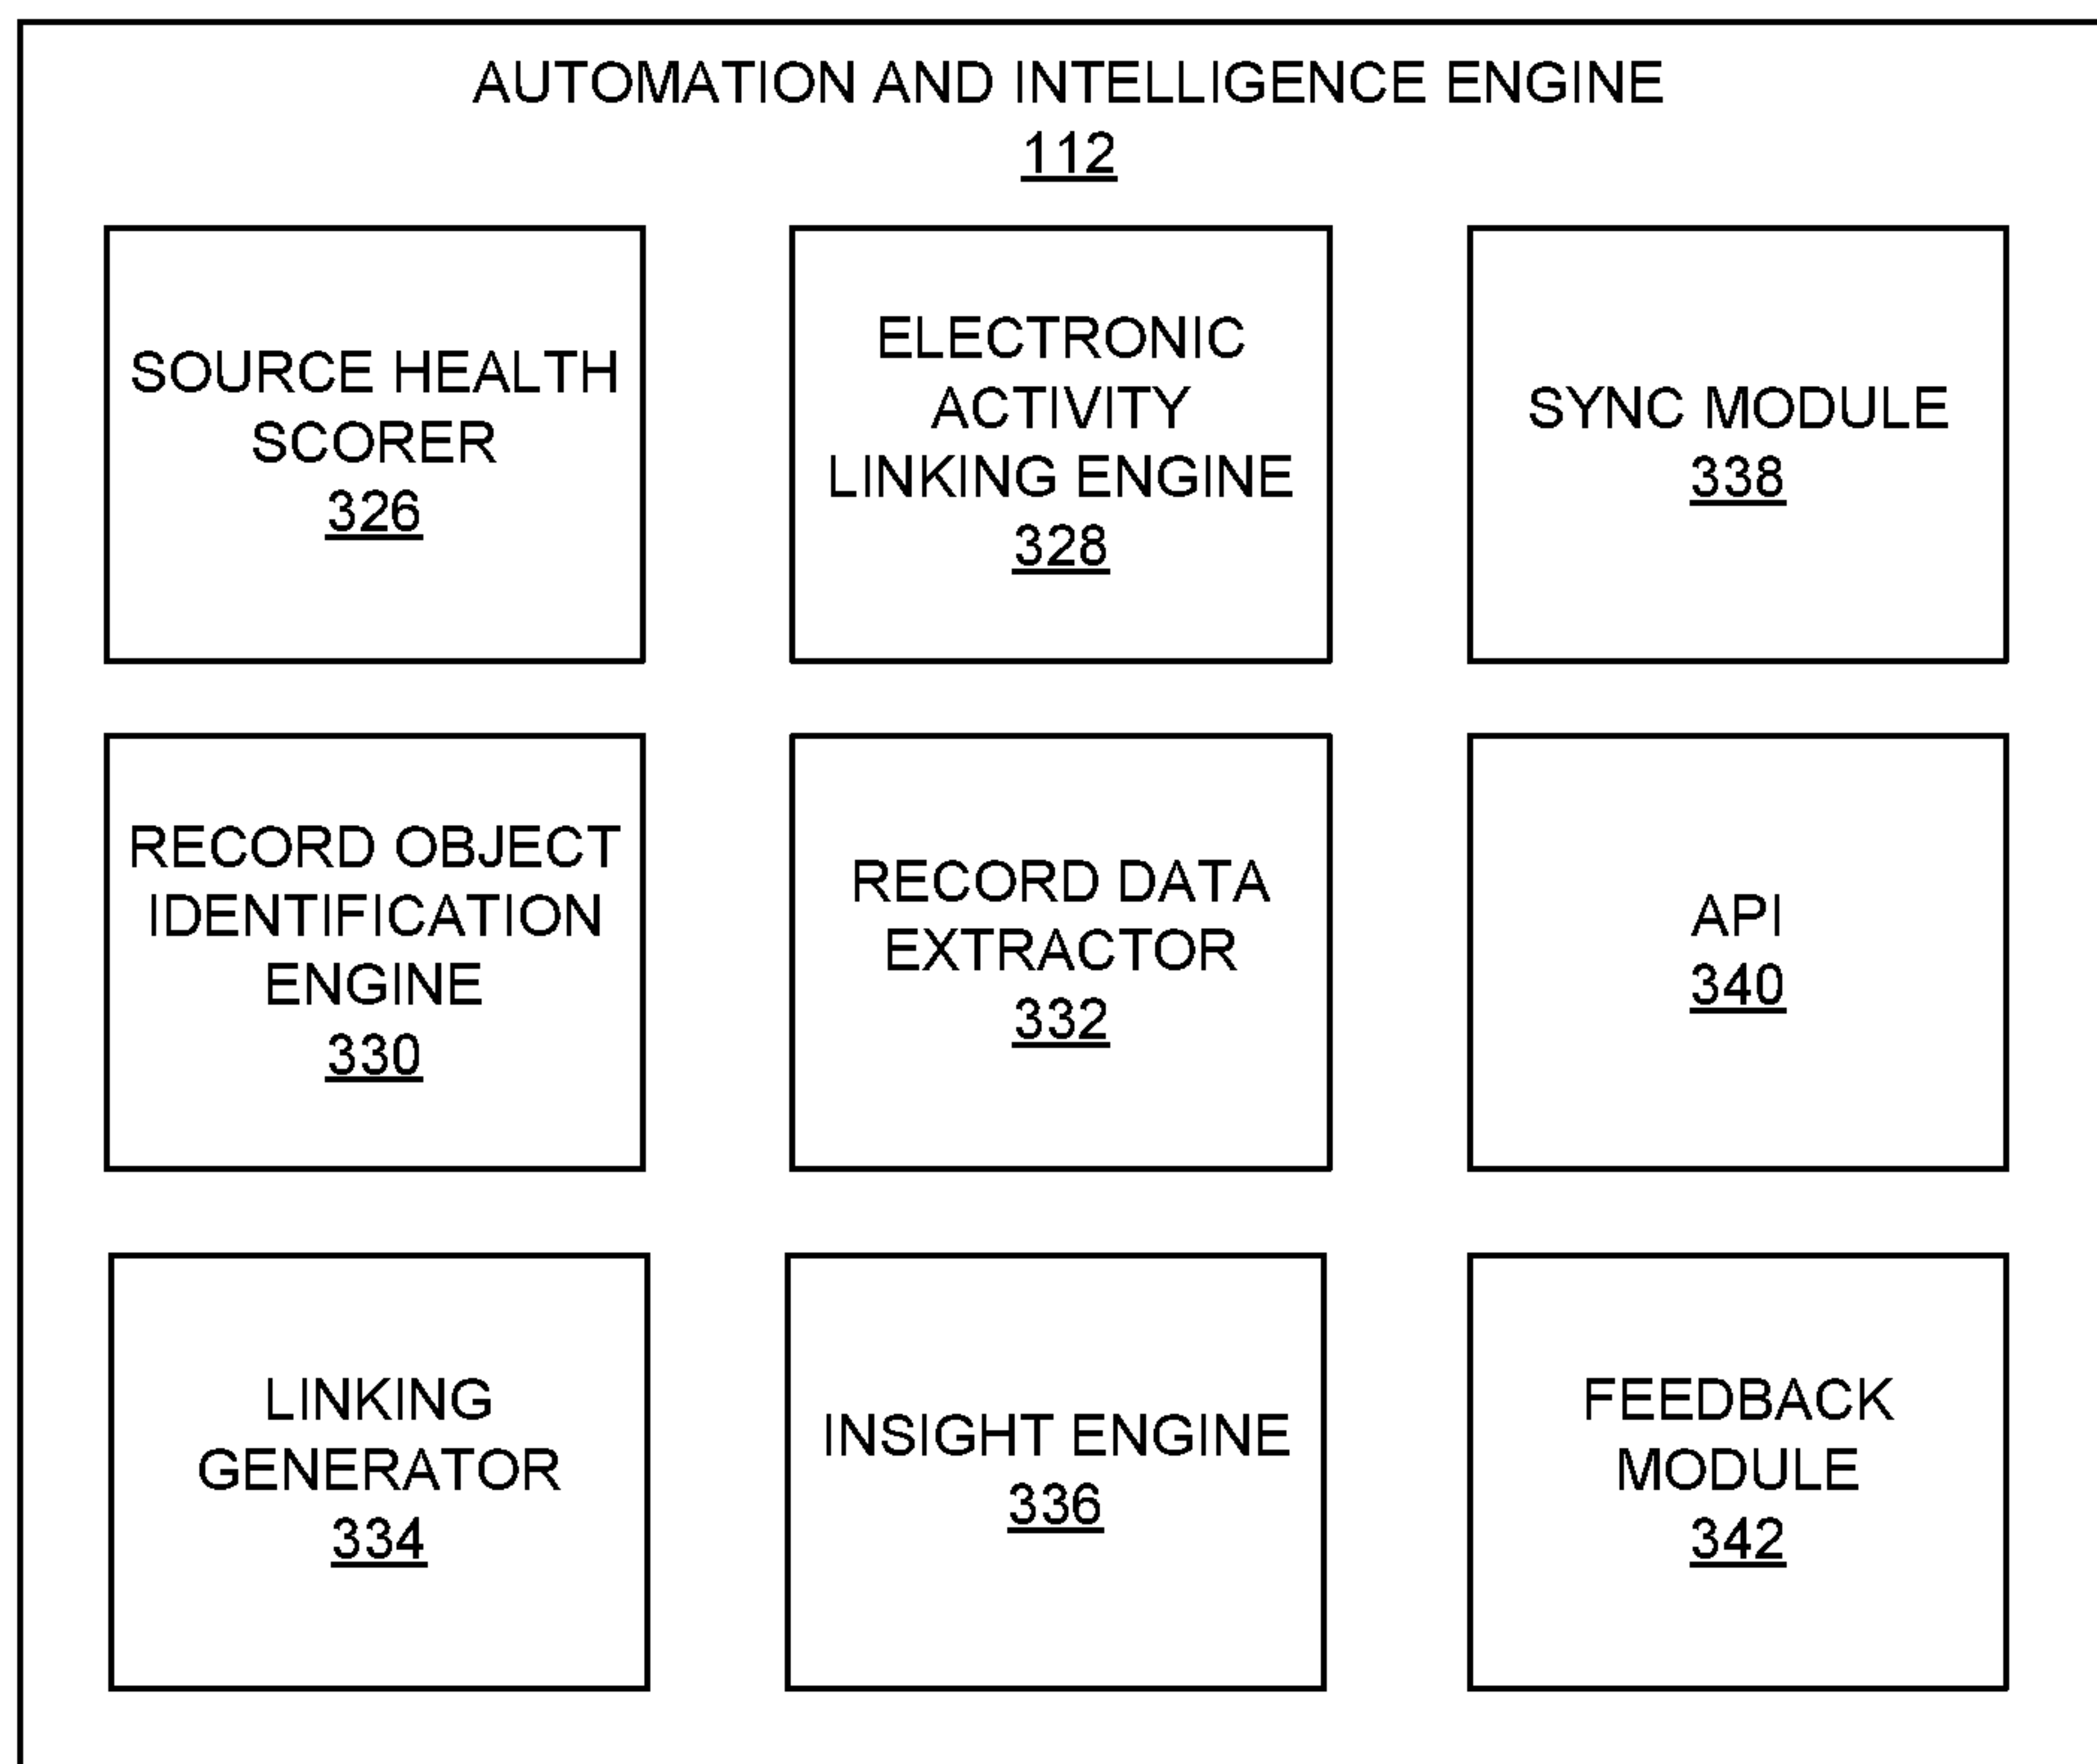 AUTOMATION AND INTELLIGENCE ENGINE
112
SOURCE HEALTH
SCORER
326
ELECTRONIC
ACTIVITY
LINKING ENGINE
328
SYNC MODULE
338
RECORD OBJECT
IDENTIFICATION
ENGINE
330
RECORD DATA
EXTRACTOR
332
API
340
LINKING
GENERATOR
334
INSIGHT ENGINE
336
FEEDBACK
MODULE
342